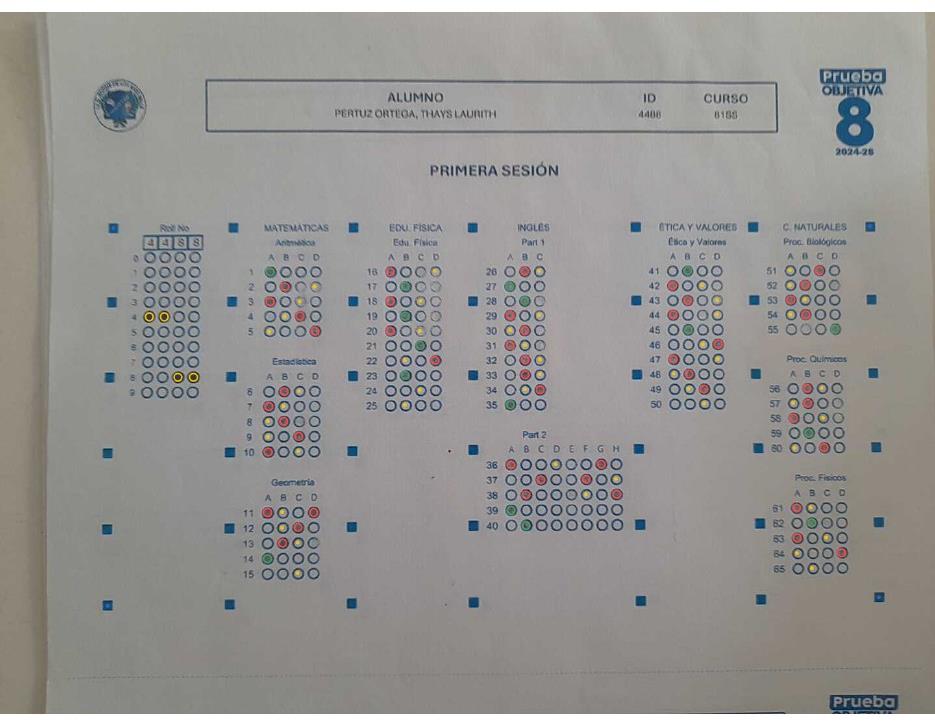 Prueba
OBJETIVA
8
2024-25
ALUMNO ID CURSO
PERTUZ ORTEGA, THAYS LAURITH 4488 8155
PRIMERA SESIÓN
Roll No
4 4 8 8
0
1
2
3
4
5
6
7
8
9
MATEMÁTICAS
Aritmética
A B C D
1
2
3
4
5
Estadística
A B C D
6
7
8
9
10
Geometría
A B C D
11
12
13
14
15
EDU. FÍSICA
Edu. Física
A B C D
16
17
18
19
20
21
22
23
24
25
INGLÉS
Part 1
A B C
26
27
28
29
30
31
32
33
34
35
Part 2
A B C D E F G H
36
37
38
39
40
ÉTICA Y VALORES
Ética y Valores
A B C D
41
42
43
44
45
46
47
48
49
50
C. NATURALES
Proc. Biológicos
A B C D
51
52
53
54
55
Proc. Químicos
A B C D
56
57
58
59
60
Proc. Físicos
A B C D
61
62
63
64
65
Prueba